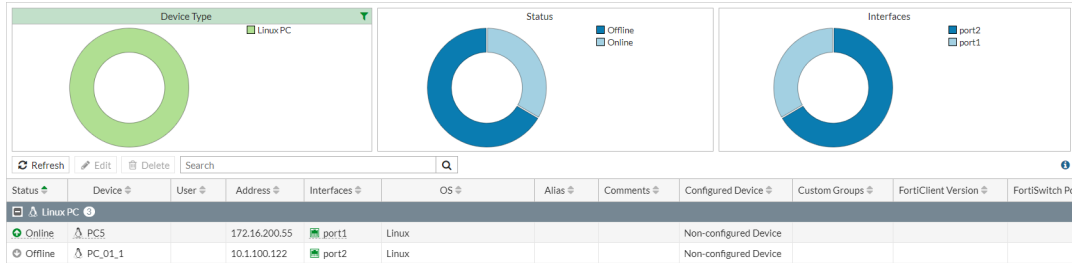 Device Type
Linux PC
Status
Offline
Online
Interfaces
port2
port1
Refresh Edit Delete Search
Status Device User Address Interfaces OS Alias Comments Configured Device Custom Groups FortiClient Version FortiSwitch Po
Linux PC 3
Online PC5 172.16.200.55 port1 Linux Non-configured Device
Offline PC_01_1 10.1.100.122 port2 Linux Non-configured Device